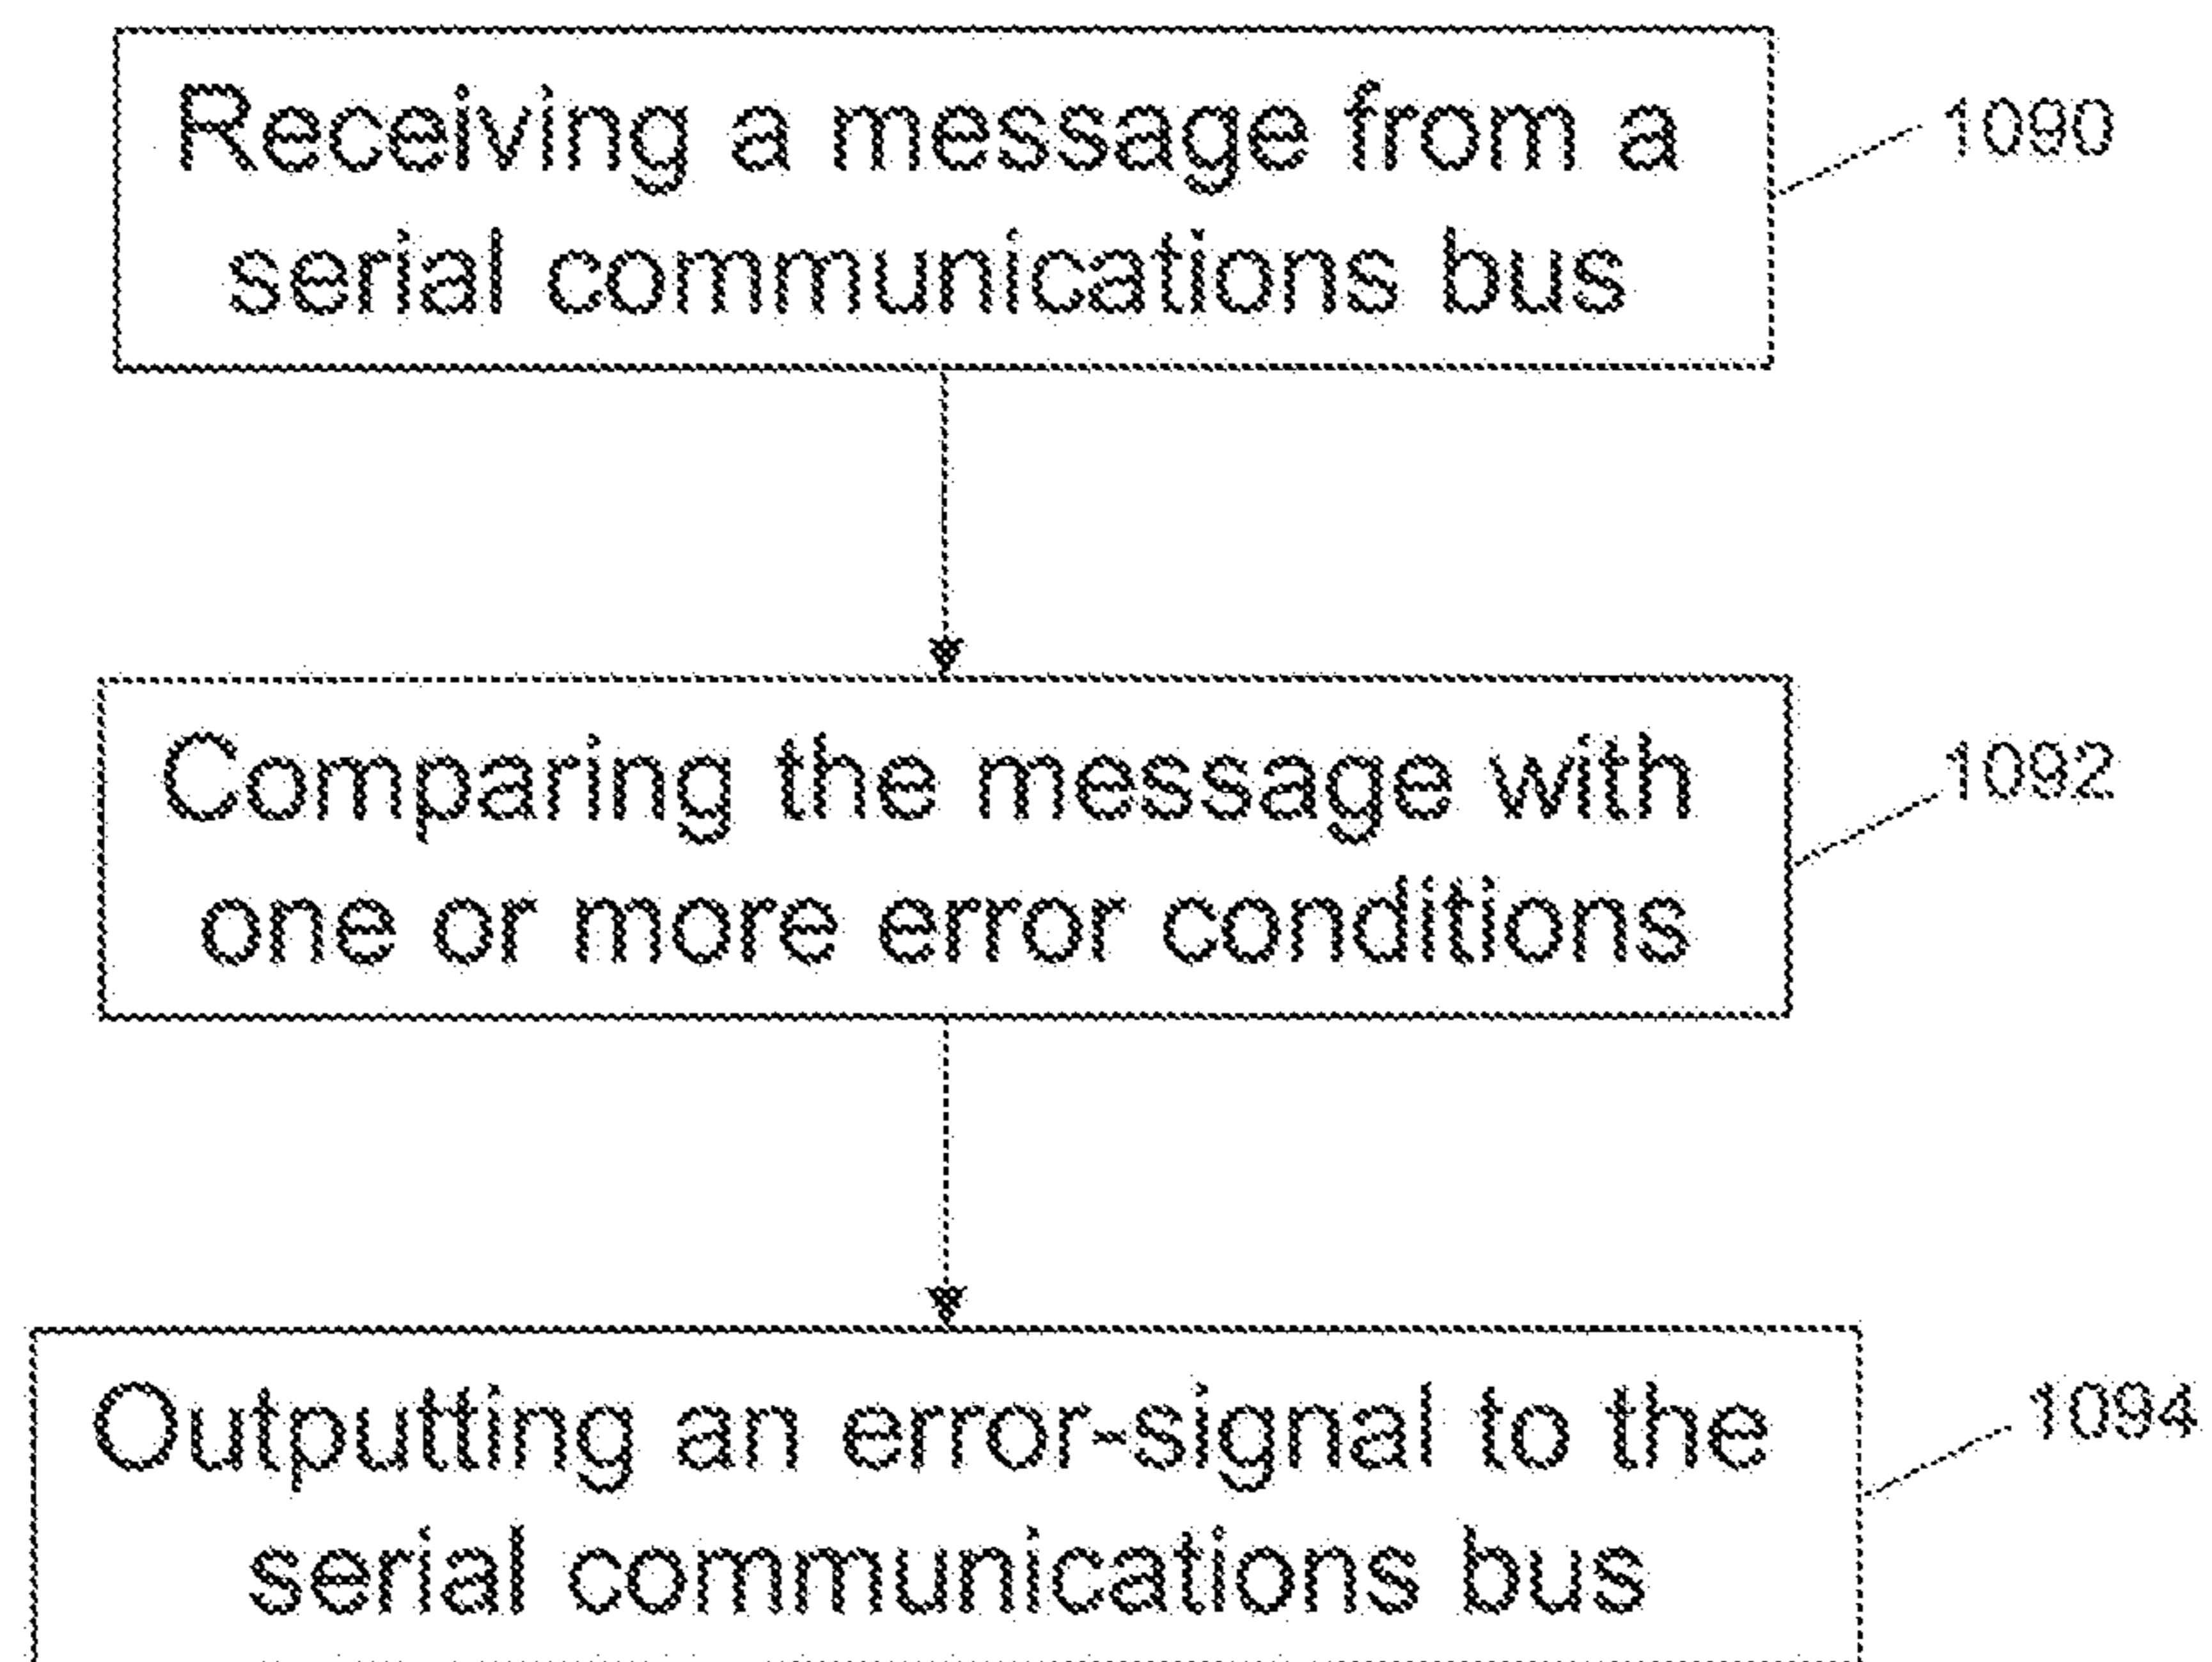 Receiving a message from a
serial communications bus
1090
Comparing the message with
one or more error conditions
1092
Outputting an error-signal to the
serial communications bus
1094